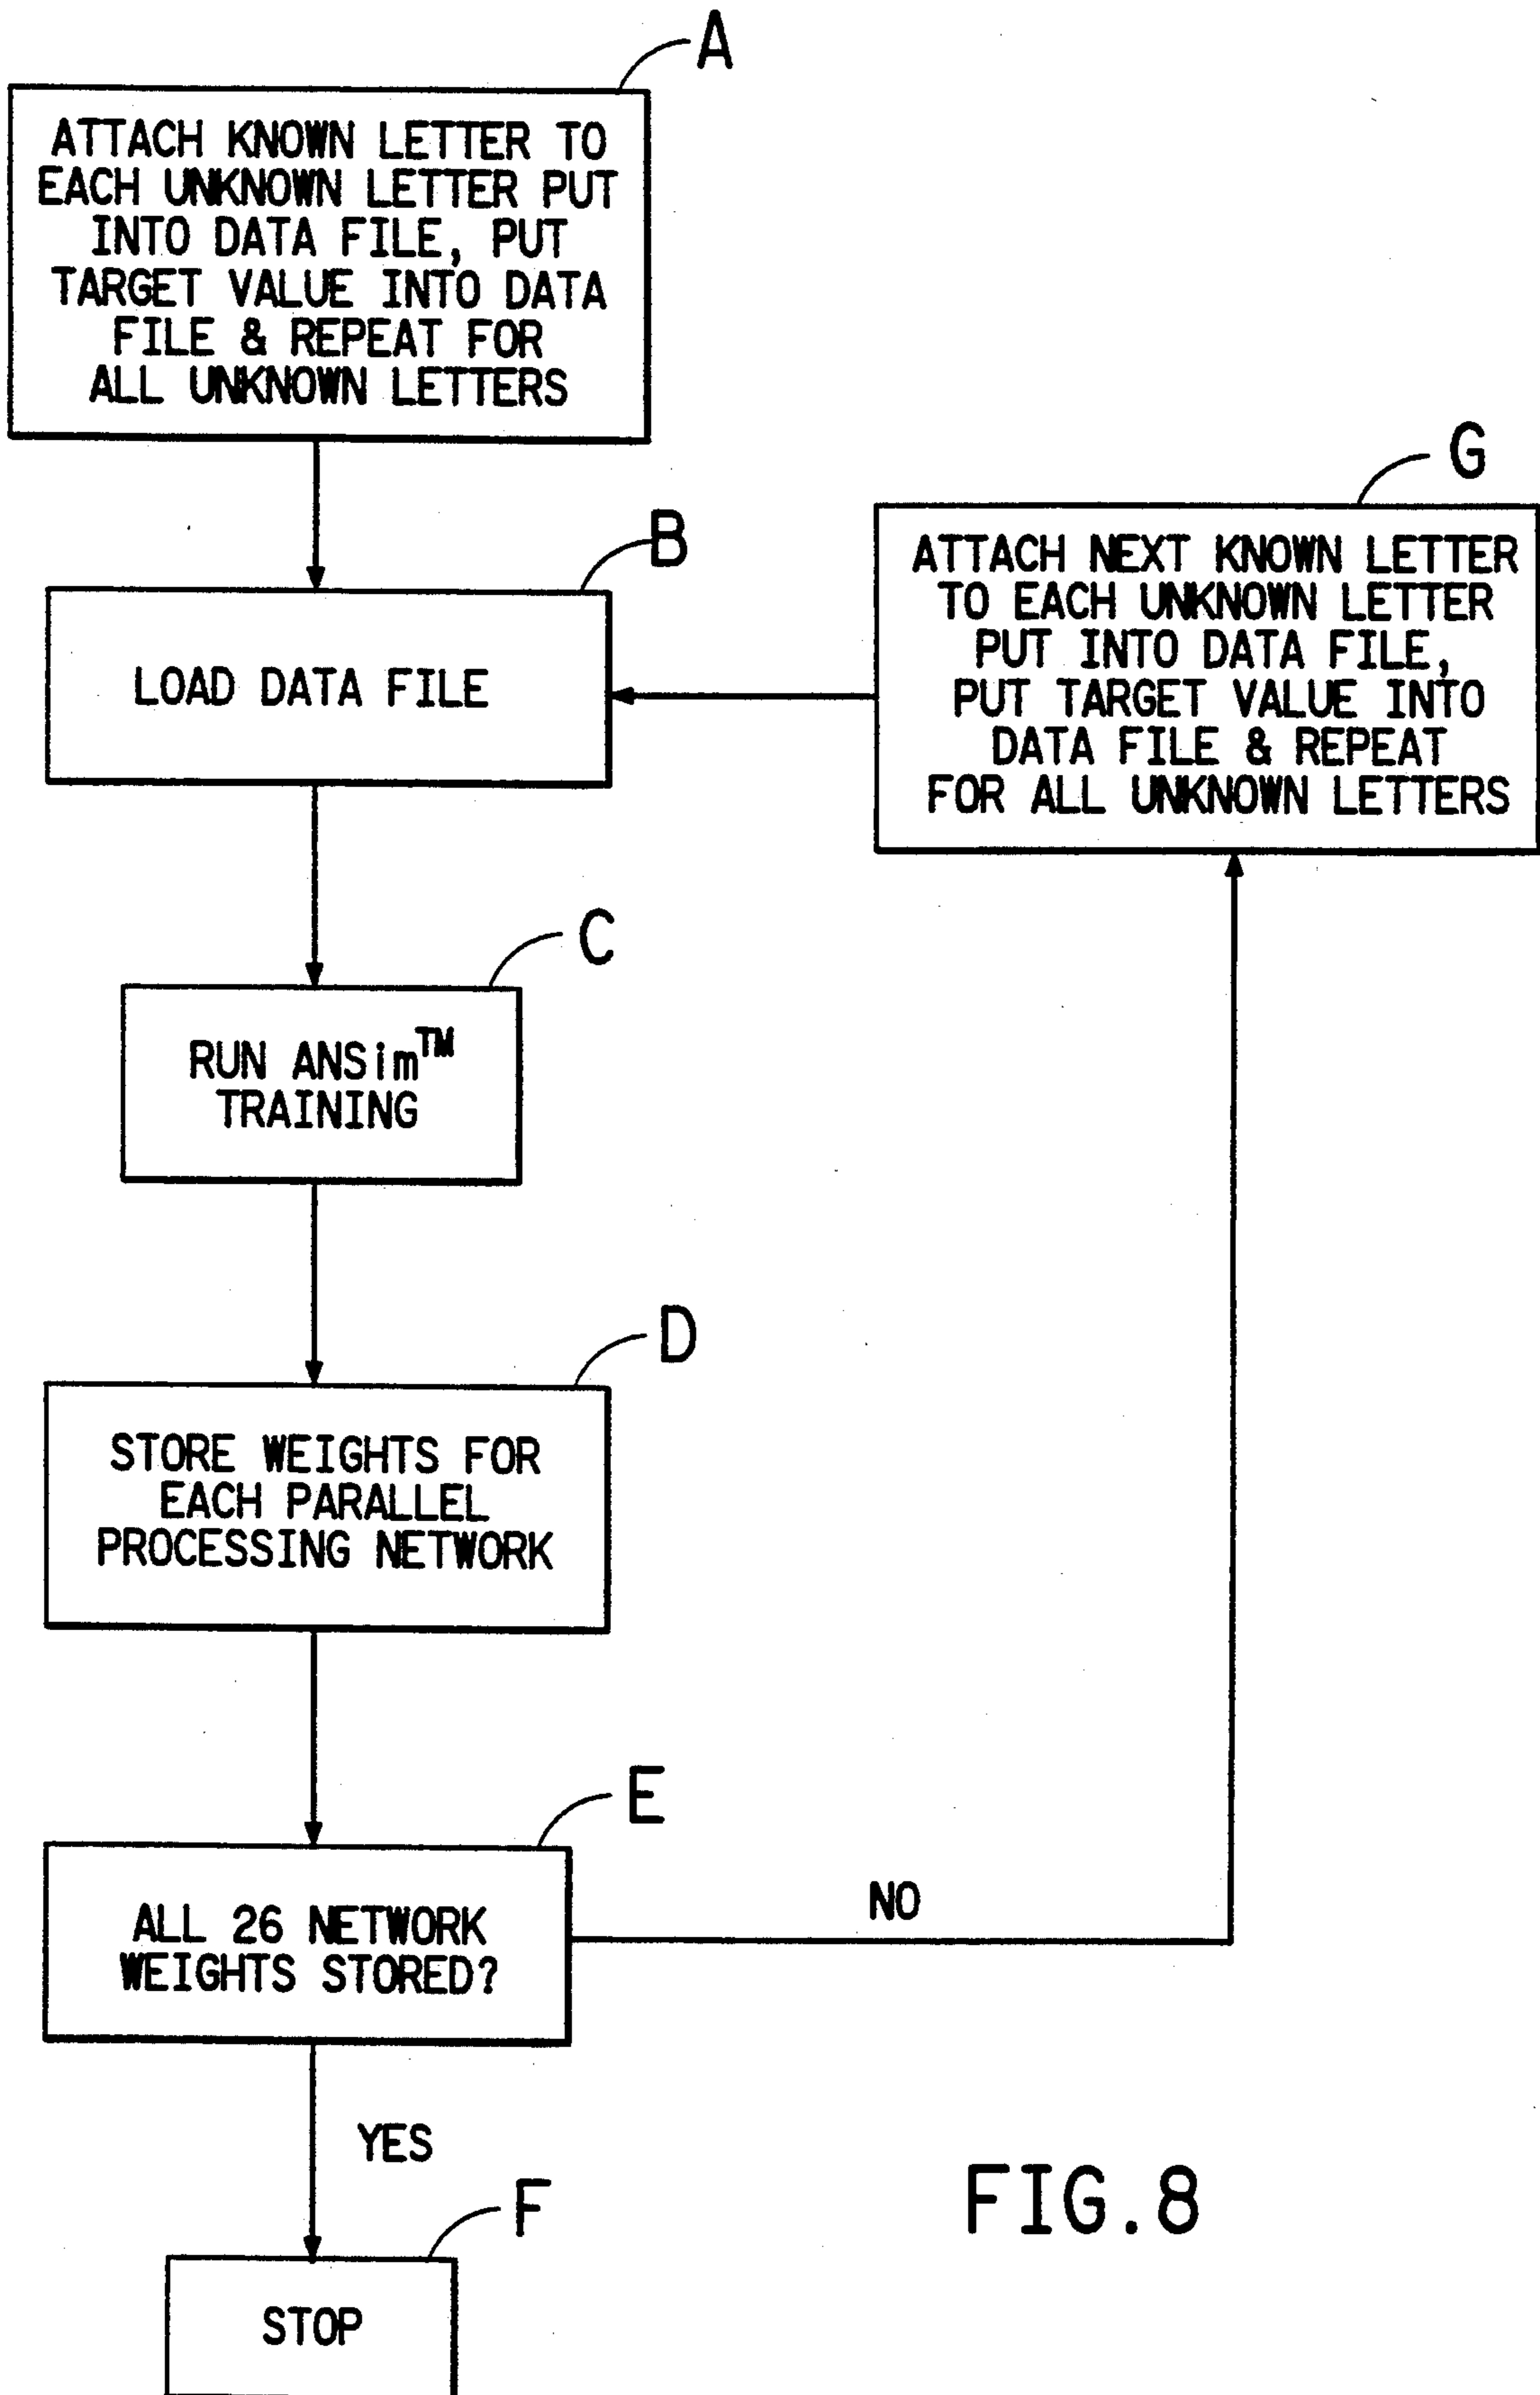 A
ATTACH KNOWN LETTER TO
EACH UNKNOWN LETTER PUT
INTO DATA FILE, PUT
TARGET VALUE INTO DATA
FILE & REPEAT FOR
ALL UNKNOWN LETTERS
G
ATTACH NEXT KNOWN LETTER
TO EACH UNKNOWN LETTER
PUT INTO DATA FILE,
PUT TARGET VALUE INTO
DATA FILE & REPEAT
FOR ALL UNKNOWN LETTERS
B
LOAD DATA FILE
C
RUN ANSim™
TRAINING
D
STORE WEIGHTS FOR
EACH PARALLEL
PROCESSING NETWORK
E
ALL 26 NETWORK
WEIGHTS STORED?
NO
YES
F
STOP
FIG.8